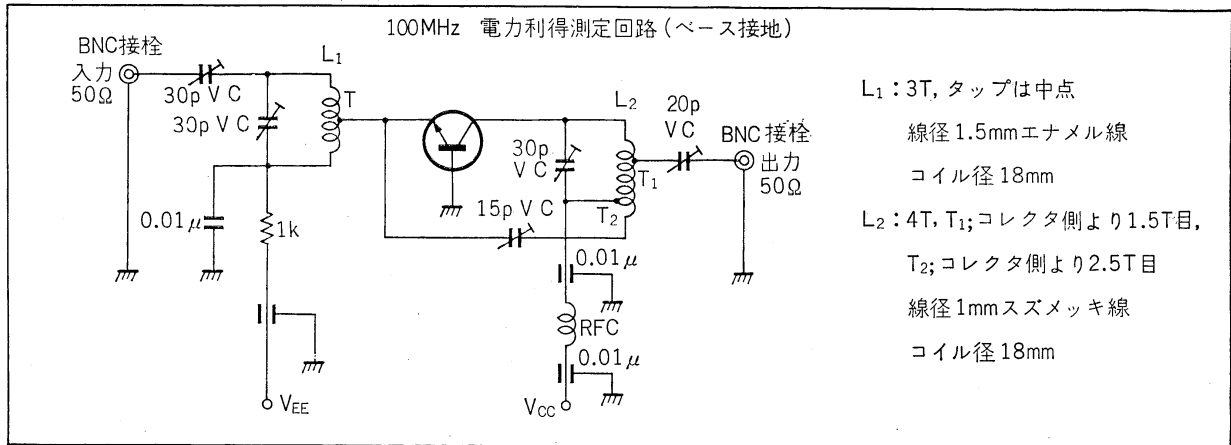 100MHz 電力利得測定回路(ベース接地)
BNC接栓
入力
50Ω
30p V C
30p V C
L₁
T
0.01μ
1k
V_EE
15p V C
30p
V C
L₂
T₁
T₂
20p
V C
BNC接栓
出力
50Ω
0.01μ
RFC
0.01μ
V_CC
L₁:3T,タップは中点
線径1.5mmエナメル線
コイル径18mm
L₂:4T,T₁;コレクタ側より1.5T目,
T₂;コレクタ側より2.5T目
線径1mmスズメッキ線
コイル径18mm